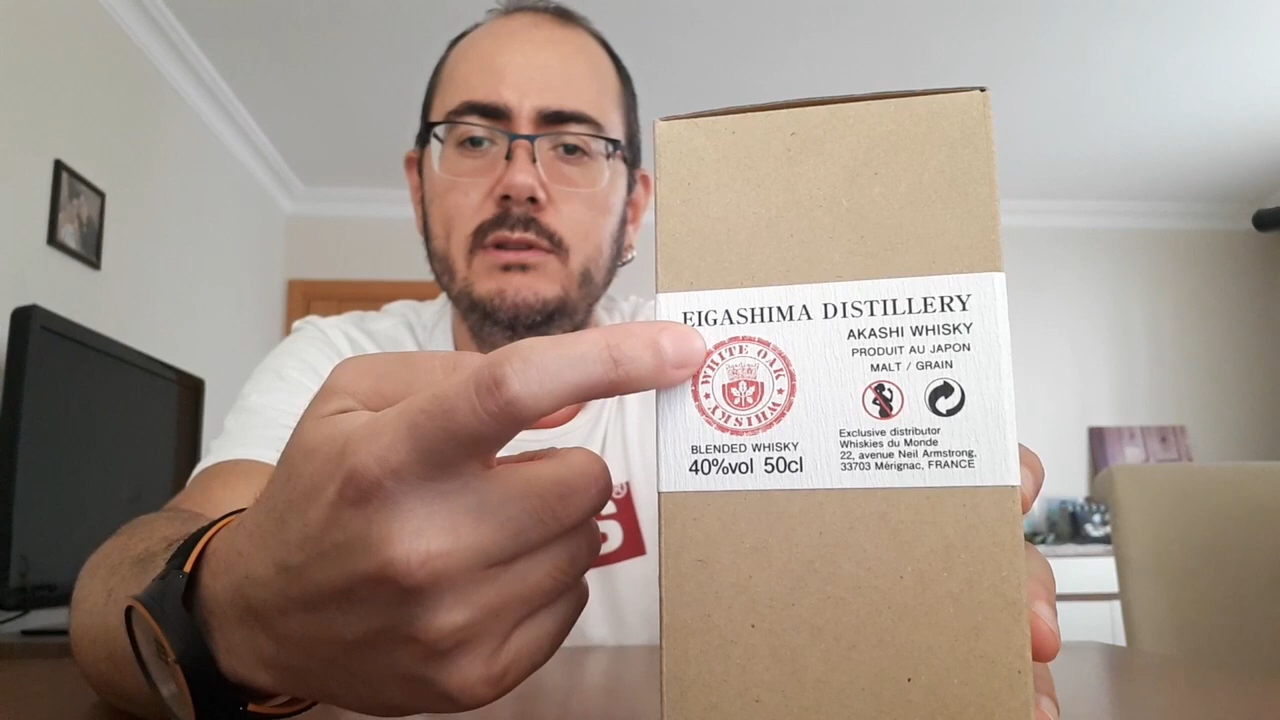 EIGASHIMA DISTILLERY
WHITE OAK
WHISKY
BLENDED WHISKY
40%vol 50cl
AKASHI WHISKY
PRODUIT AU JAPON
MALT / GRAIN
Exclusive distributor
Whiskies du Monde
22, avenue Neil Armstrong,
33703 Mérignac, FRANCE